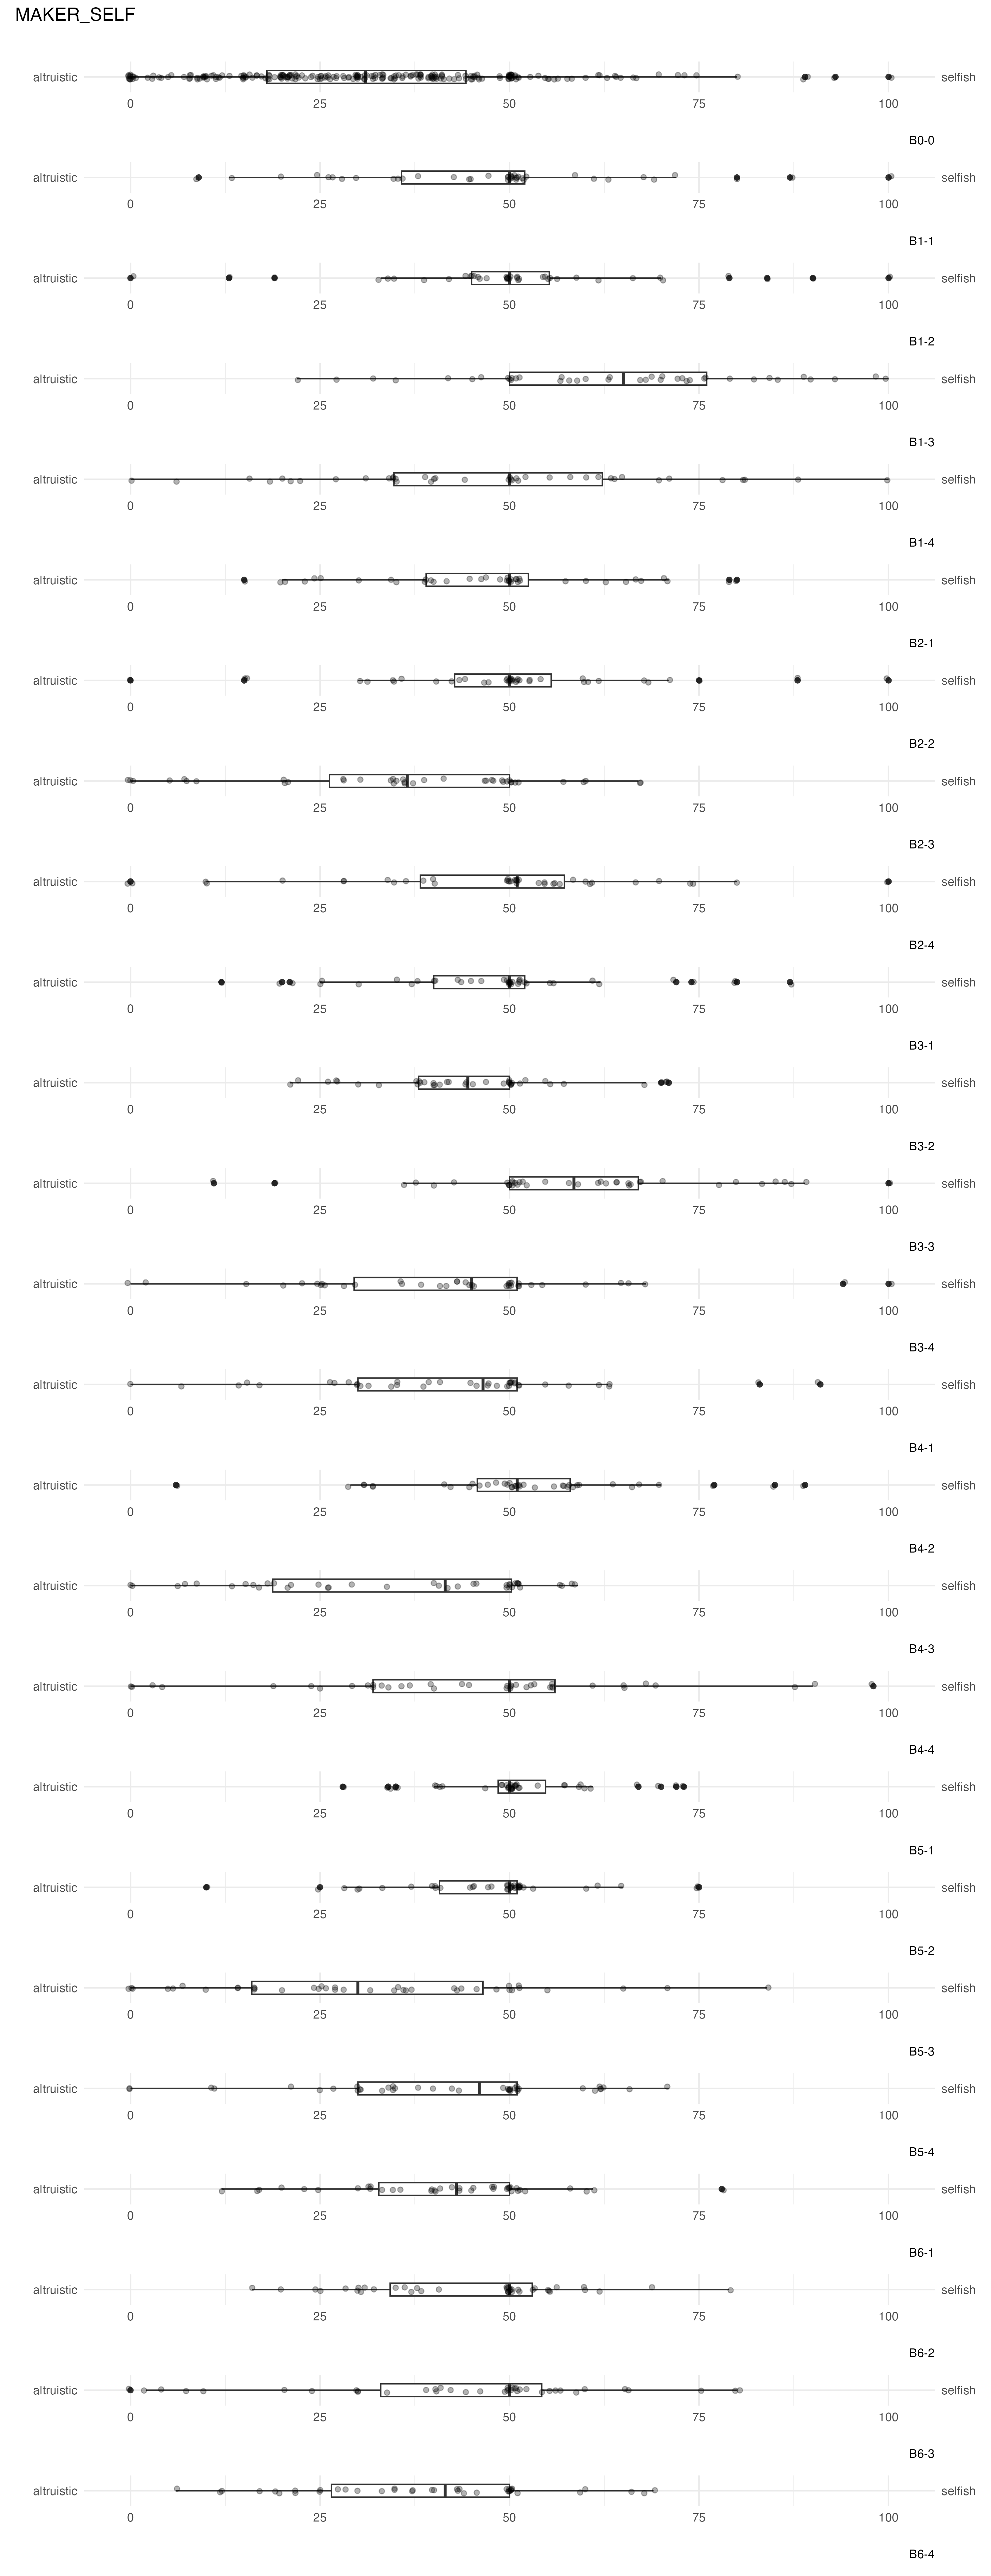 MAKER_SELF
altruistic selfish
0 25 50 75 100
B0-0
altruistic selfish
0 25 50 75 100
B1-1
altruistic selfish
0 25 50 75 100
B1-2
altruistic selfish
0 25 50 75 100
B1-3
altruistic selfish
0 25 50 75 100
B1-4
altruistic selfish
0 25 50 75 100
B2-1
altruistic selfish
0 25 50 75 100
B2-2
altruistic selfish
0 25 50 75 100
B2-3
altruistic selfish
0 25 50 75 100
B2-4
altruistic selfish
0 25 50 75 100
B3-1
altruistic selfish
0 25 50 75 100
B3-2
altruistic selfish
0 25 50 75 100
B3-3
altruistic selfish
0 25 50 75 100
B3-4
altruistic selfish
0 25 50 75 100
B4-1
altruistic selfish
0 25 50 75 100
B4-2
altruistic selfish
0 25 50 75 100
B4-3
altruistic selfish
0 25 50 75 100
B4-4
altruistic selfish
0 25 50 75 100
B5-1
altruistic selfish
0 25 50 75 100
B5-2
altruistic selfish
0 25 50 75 100
B5-3
altruistic selfish
0 25 50 75 100
B5-4
altruistic selfish
0 25 50 75 100
B6-1
altruistic selfish
0 25 50 75 100
B6-2
altruistic selfish
0 25 50 75 100
B6-3
altruistic selfish
0 25 50 75 100
B6-4